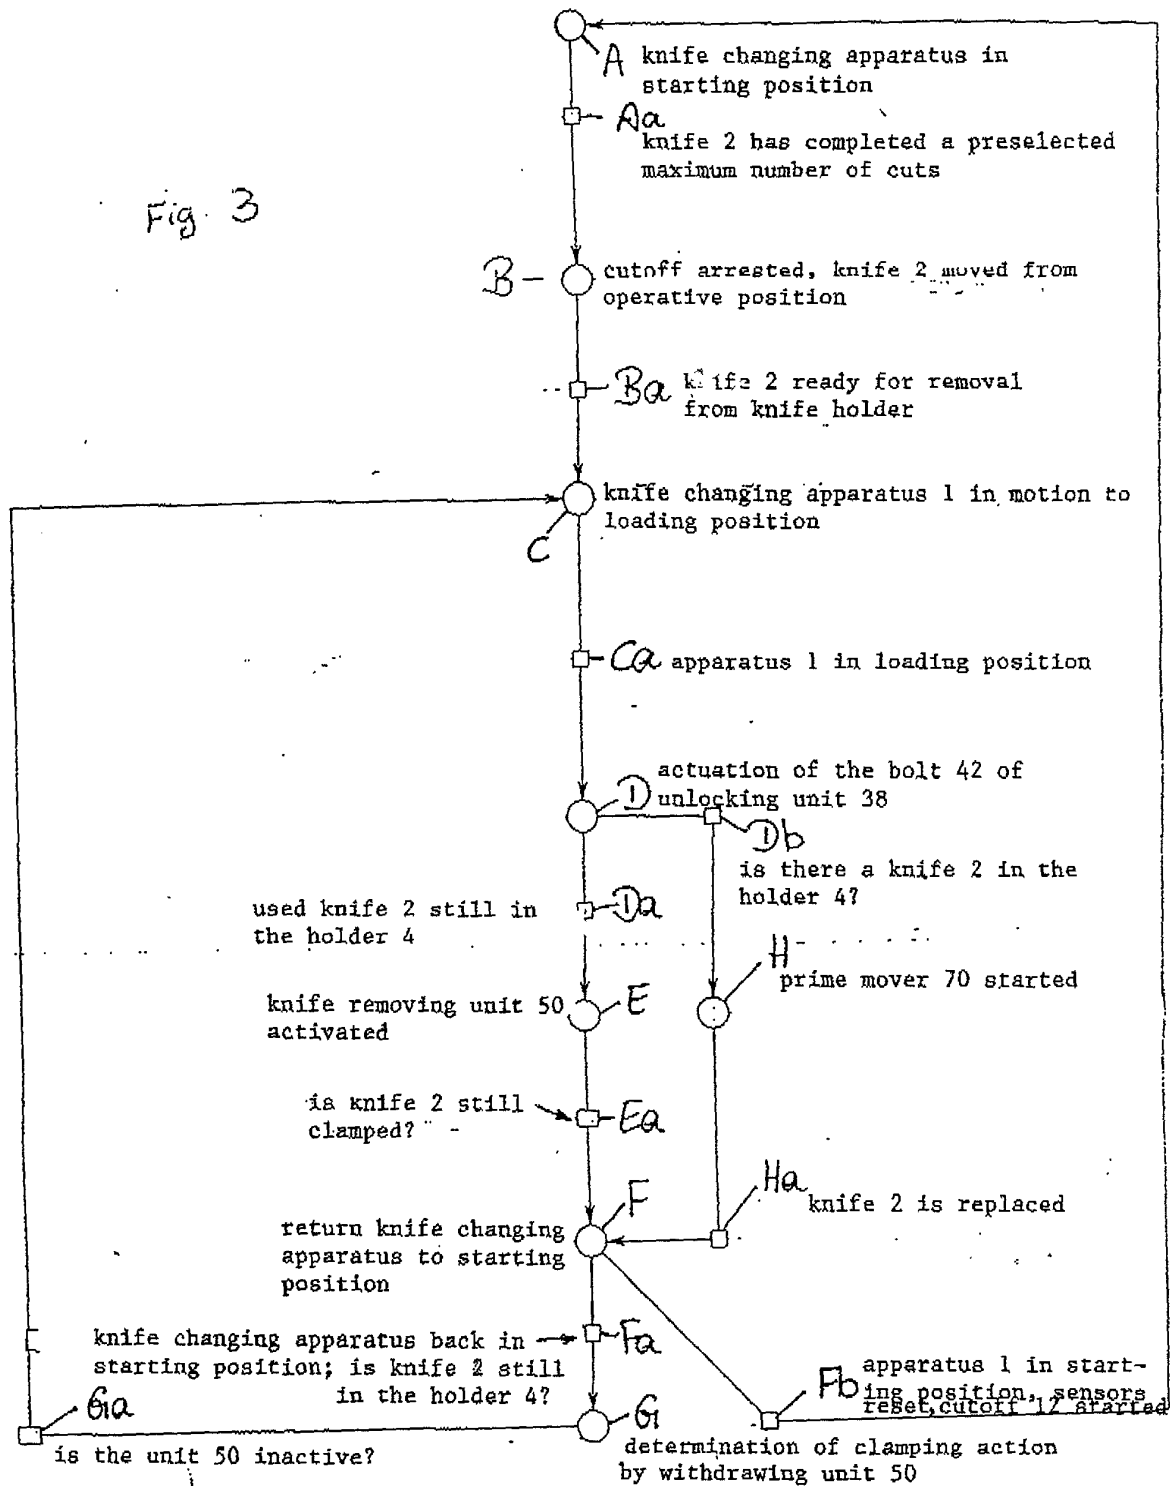 A knife changing apparatus in
starting position
Aa
knife 2 has completed a preselected
maximum number of cuts
Fig. 3
B
cutoff arrested, knife 2 moved from
operative position
Ba knife 2 ready for removal
from knife holder
knife changing apparatus 1 in motion to
loading position
C
Ca apparatus 1 in loading position
actuation of the bolt 42 of
D unlocking unit 38
Db
is there a knife 2 in the
holder 4?
used knife 2 still in
the holder 4
Da
H
prime mover 70 started
knife removing unit 50
activated
E
is knife 2 still
clamped?
Ea
Ha
knife 2 is replaced
F
return knife changing
apparatus to starting
position
knife changing apparatus back in
starting position; is knife 2 still
in the holder 4?
Fa
Fb apparatus 1 in start-
ing position, sensors
reset, cutoff 12 started
Ga
is the unit 50 inactive?
G
determination of clamping action
by withdrawing unit 50